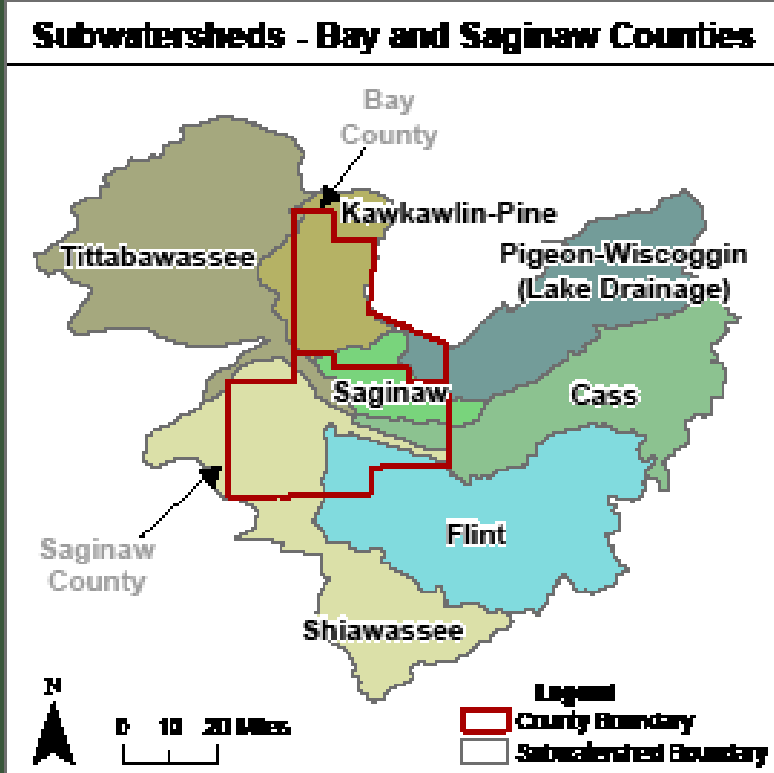 Subwatersheds - Bay and Saginaw Counties
Bay
County
Kawkawlin-Pine
Tittabawassee
Pigeon-Wiscoggin
(Lake Drainage)
Saginaw
Cass
Flint
Saginaw
County
Shiawassee
N
0 10 20 Miles
Legend
County Boundary
Subwatershed Boundary